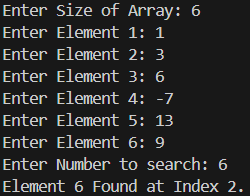 Enter Size of Array: 6
Enter Element 1: 1
Enter Element 2: 3
Enter Element 3: 6
Enter Element 4: -7
Enter Element 5: 13
Enter Element 6: 9
Enter Number to search: 6
Element 6 Found at Index 2.